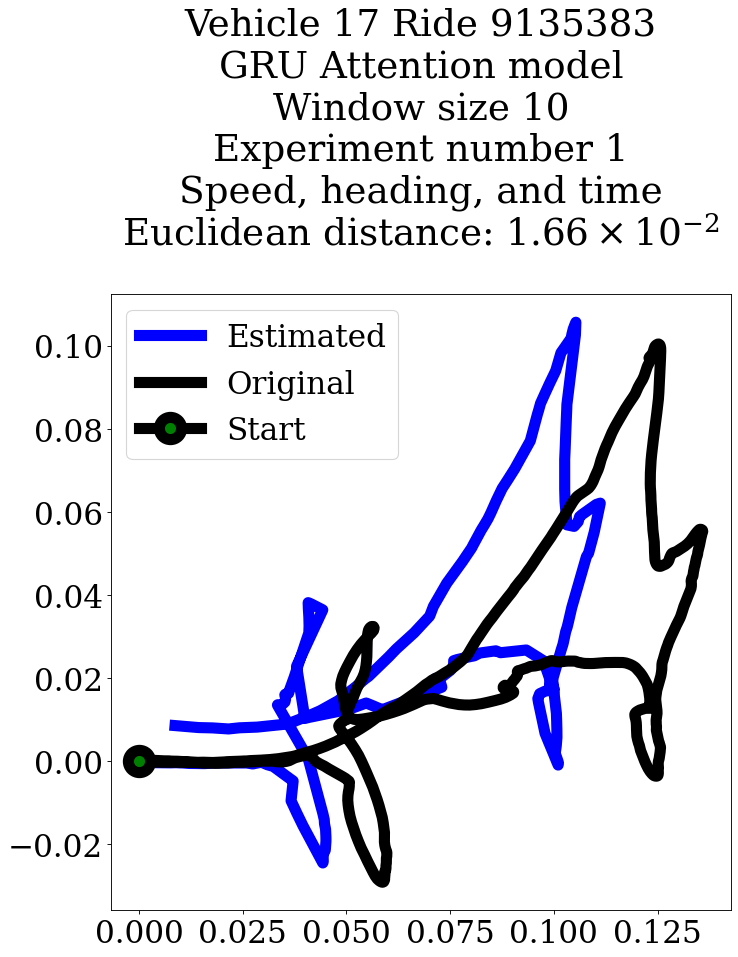 Vehicle 17 Ride 9135383
GRU Attention model
Window size 10
Experiment number 1
Speed, heading, and time
Euclidean distance: 1.66 × 10⁻²
Estimated
Original
Start
0.10
0.08
0.06
0.04
0.02
0.00
−0.02
0.000 0.025 0.050 0.075 0.100 0.125